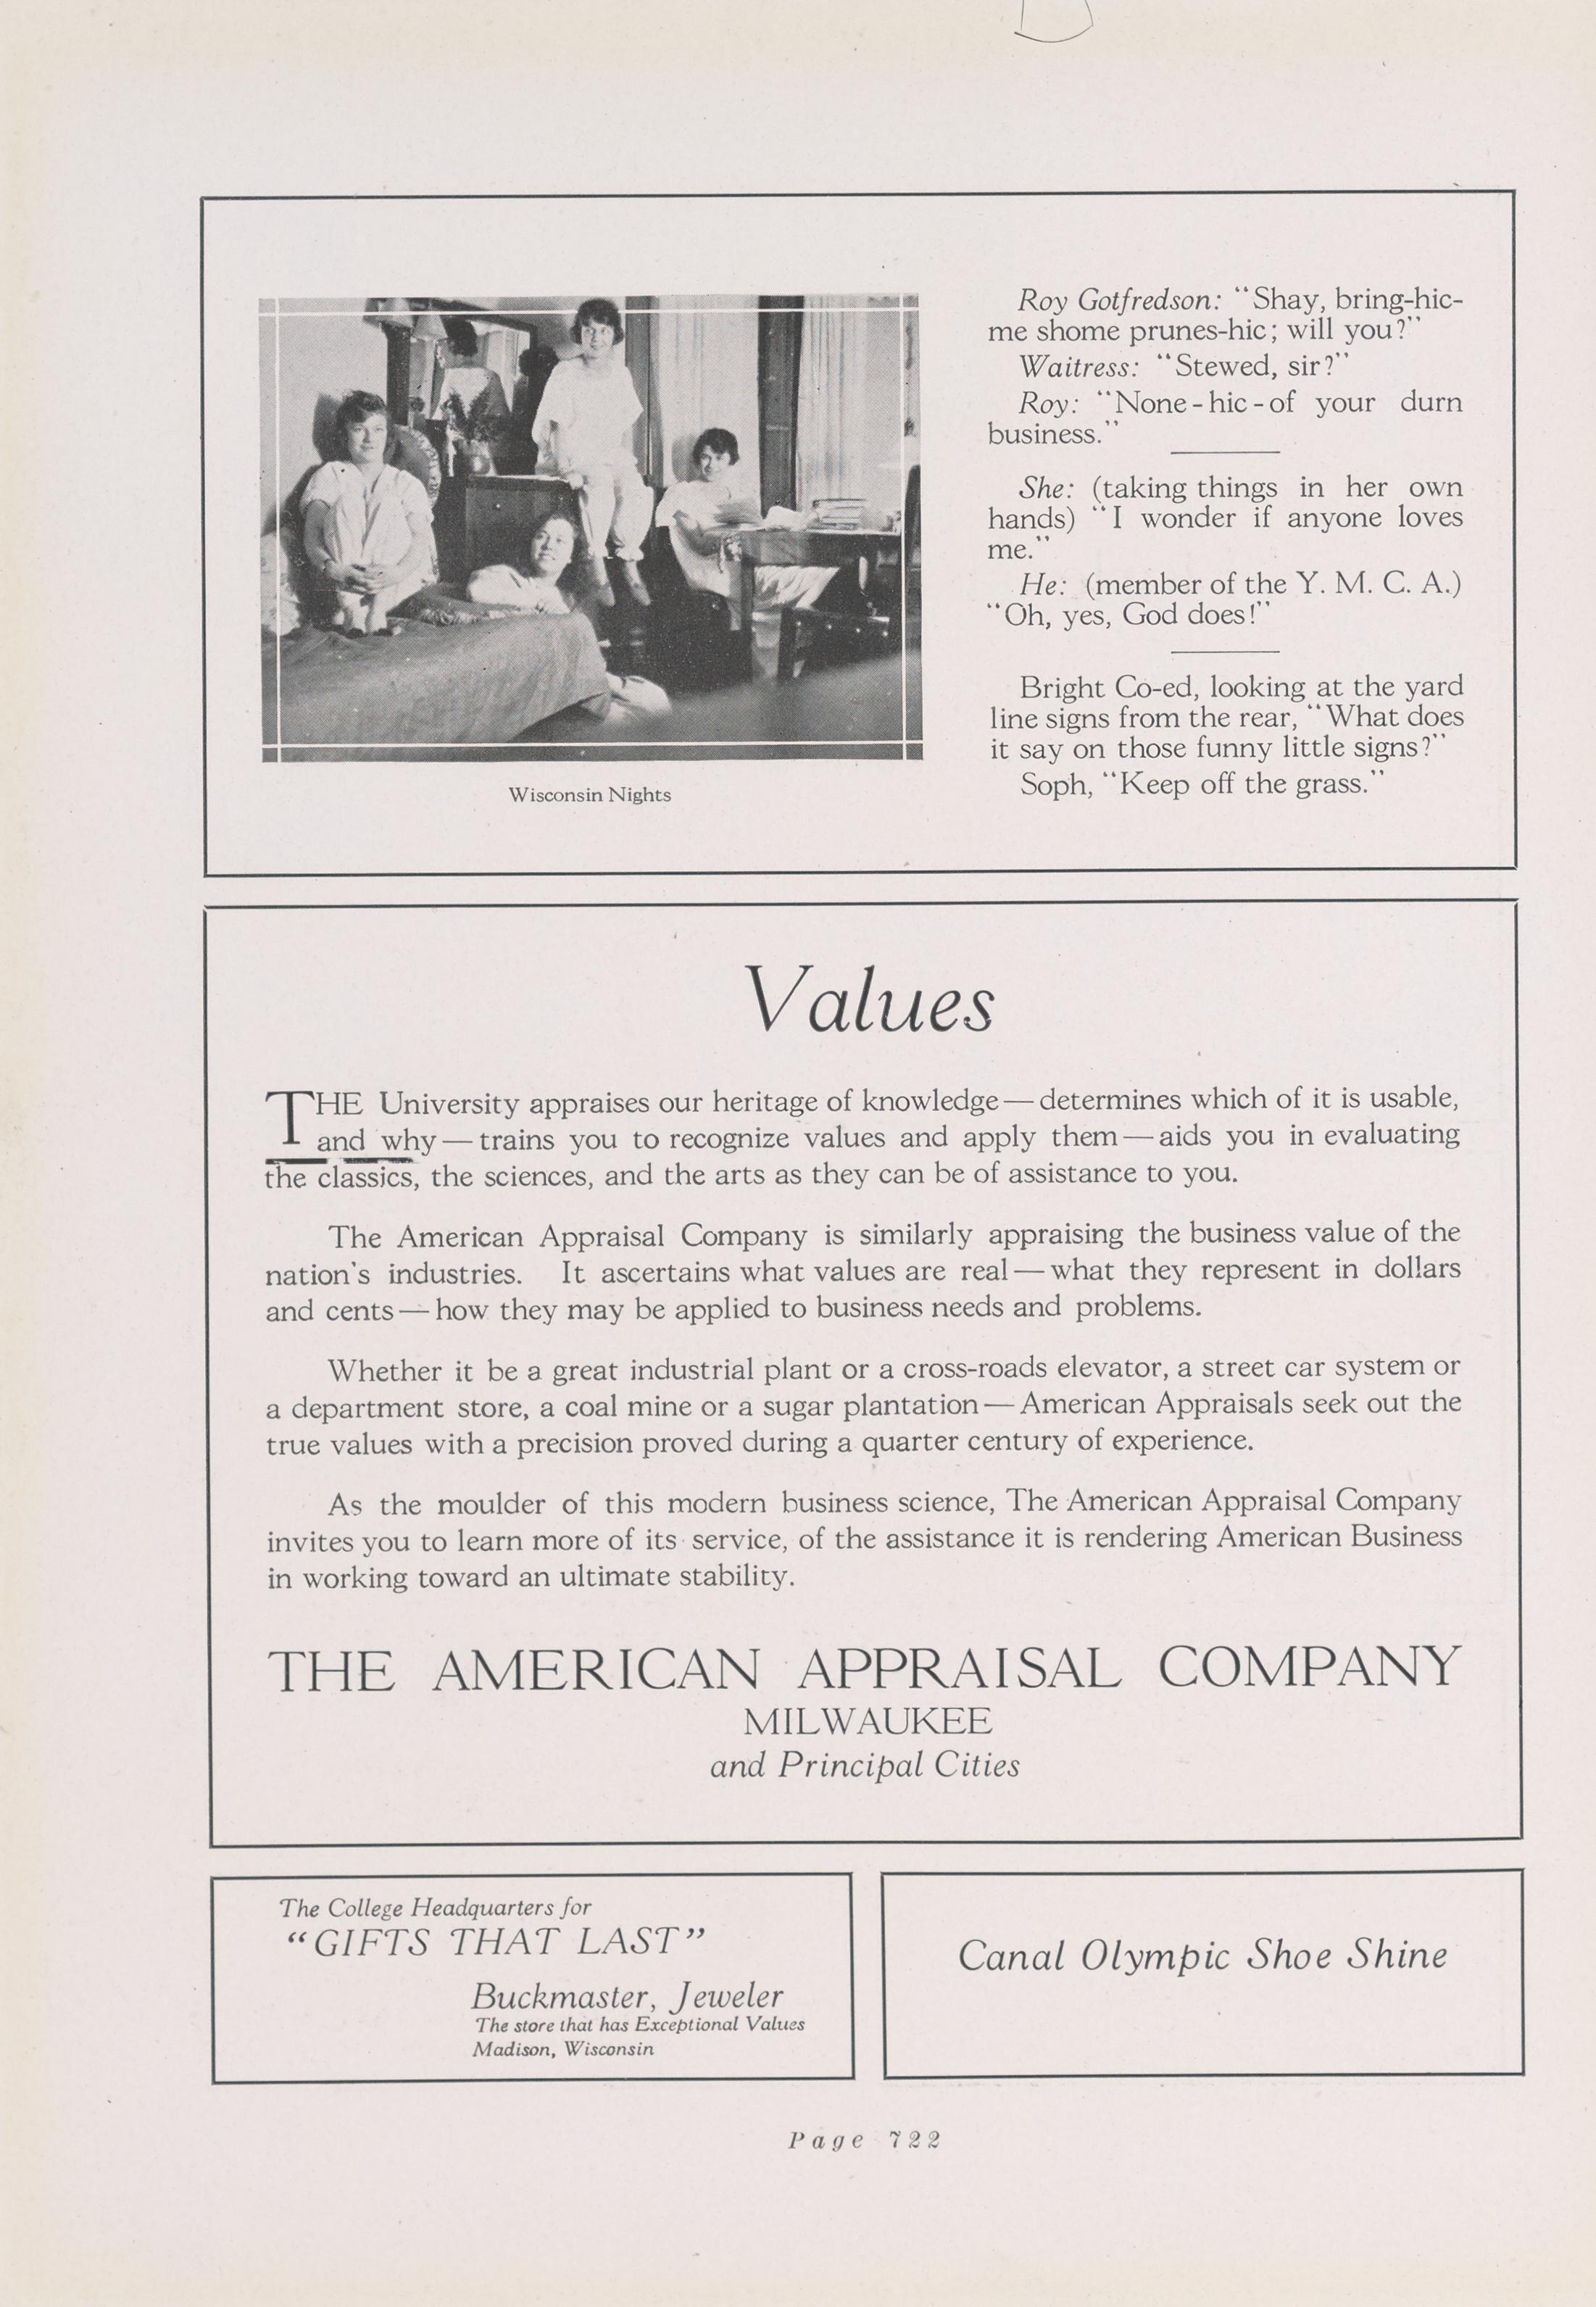 Roy Gotfredson: "Shay, bring-hic-
me shome prunes-hic; will you?"
Waitress: "Stewed, sir?"
Roy: "None-hic-of your durn
business."
She: (taking things in her own
hands) "I wonder if anyone loves
me."
He: (member of the Y. M. C. A.)
"Oh, yes, God does!"
Bright Co-ed, looking at the yard
line signs from the rear, "What does
it say on those funny little signs?"
Soph, "Keep off the grass."
Wisconsin Nights
Values
THE University appraises our heritage of knowledge—determines which of it is usable,
and why—trains you to recognize values and apply them—aids you in evaluating
the classics, the sciences, and the arts as they can be of assistance to you.
The American Appraisal Company is similarly appraising the business value of the
nation's industries. It ascertains what values are real—what they represent in dollars
and cents—how they may be applied to business needs and problems.
Whether it be a great industrial plant or a cross-roads elevator, a street car system or
a department store, a coal mine or a sugar plantation—American Appraisals seek out the
true values with a precision proved during a quarter century of experience.
As the moulder of this modern business science, The American Appraisal Company
invites you to learn more of its service, of the assistance it is rendering American Business
in working toward an ultimate stability.
THE AMERICAN APPRAISAL COMPANY
MILWAUKEE
and Principal Cities
The College Headquarters for
"GIFTS THAT LAST"
Buckmaster, Jeweler
The store that has Exceptional Values
Madison, Wisconsin
Canal Olympic Shoe Shine
Page 722